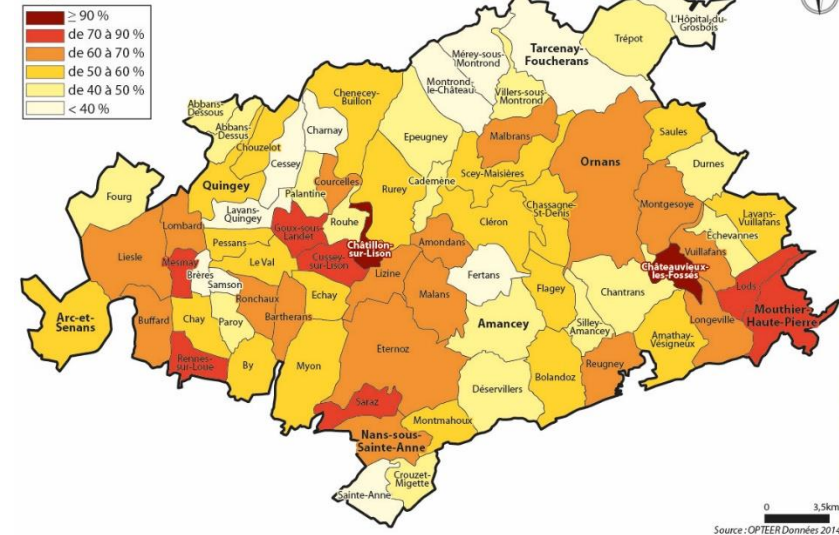 ≥ 90 %
de 70 à 90 %
de 60 à 70 %
de 50 à 60 %
de 40 à 50 %
< 40 %
L'Hôpital-du-
Grosbois
Trépot
Tarcenay-
Foucherans
Mérey-sous-
Montrond
Montrond-
le-Château
Villers-sous-
Montrond
Chenecey-
Buillon
Abbans-
Dessous
Abbans-
Dessus
Chouzelot
Charnay
Cessey
Epeugney
Malbrans
Saules
Ornans
Durnes
Fourg
Quingey
Palantine
Courcelles
Rurey
Cademène
Scey-Maisières
Montgesoye
Lavans-
Vuillafans
Lavans-
Quingey
Rouhe
Chassagne-
St-Denis
Cléron
Échevannes
Lombard
Goux-sous-
Landet
Châtillon-
sur-Lison
Amondans
Vuillafans
Liesle
Pessans
Le Val
Cussey-
sur-Lison
Lizine
Châteauvieux-
les-Fossés
Mesmay
Brères
Samson
Fertans
Lods
Mouthier-
Haute-Pierre
Arc-et-
Senans
Buffard
Ronchaux
Echay
Malans
Flagey
Chantrans
Longeville
Chay
Paroy
Bartherans
Amancey
Silley-
Amancey
Amathay-
Vésigneux
Rennes-
sur-Loue
By
Myon
Eternoz
Reugney
Bolandoz
Déservillers
Saraz
Montmahoux
Nans-sous-
Sainte-Anne
Crouzet-
Migette
Sainte-Anne
0 3,5km
Source : OPTEER Données 2014